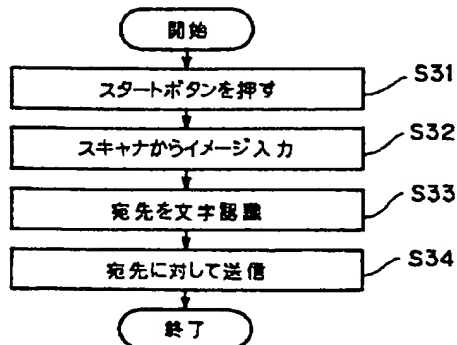 開始
スタートボタンを押す
S31
スキャナからイメージ入力
S32
宛先を文字認識
S33
宛先に対して送信
S34
終了